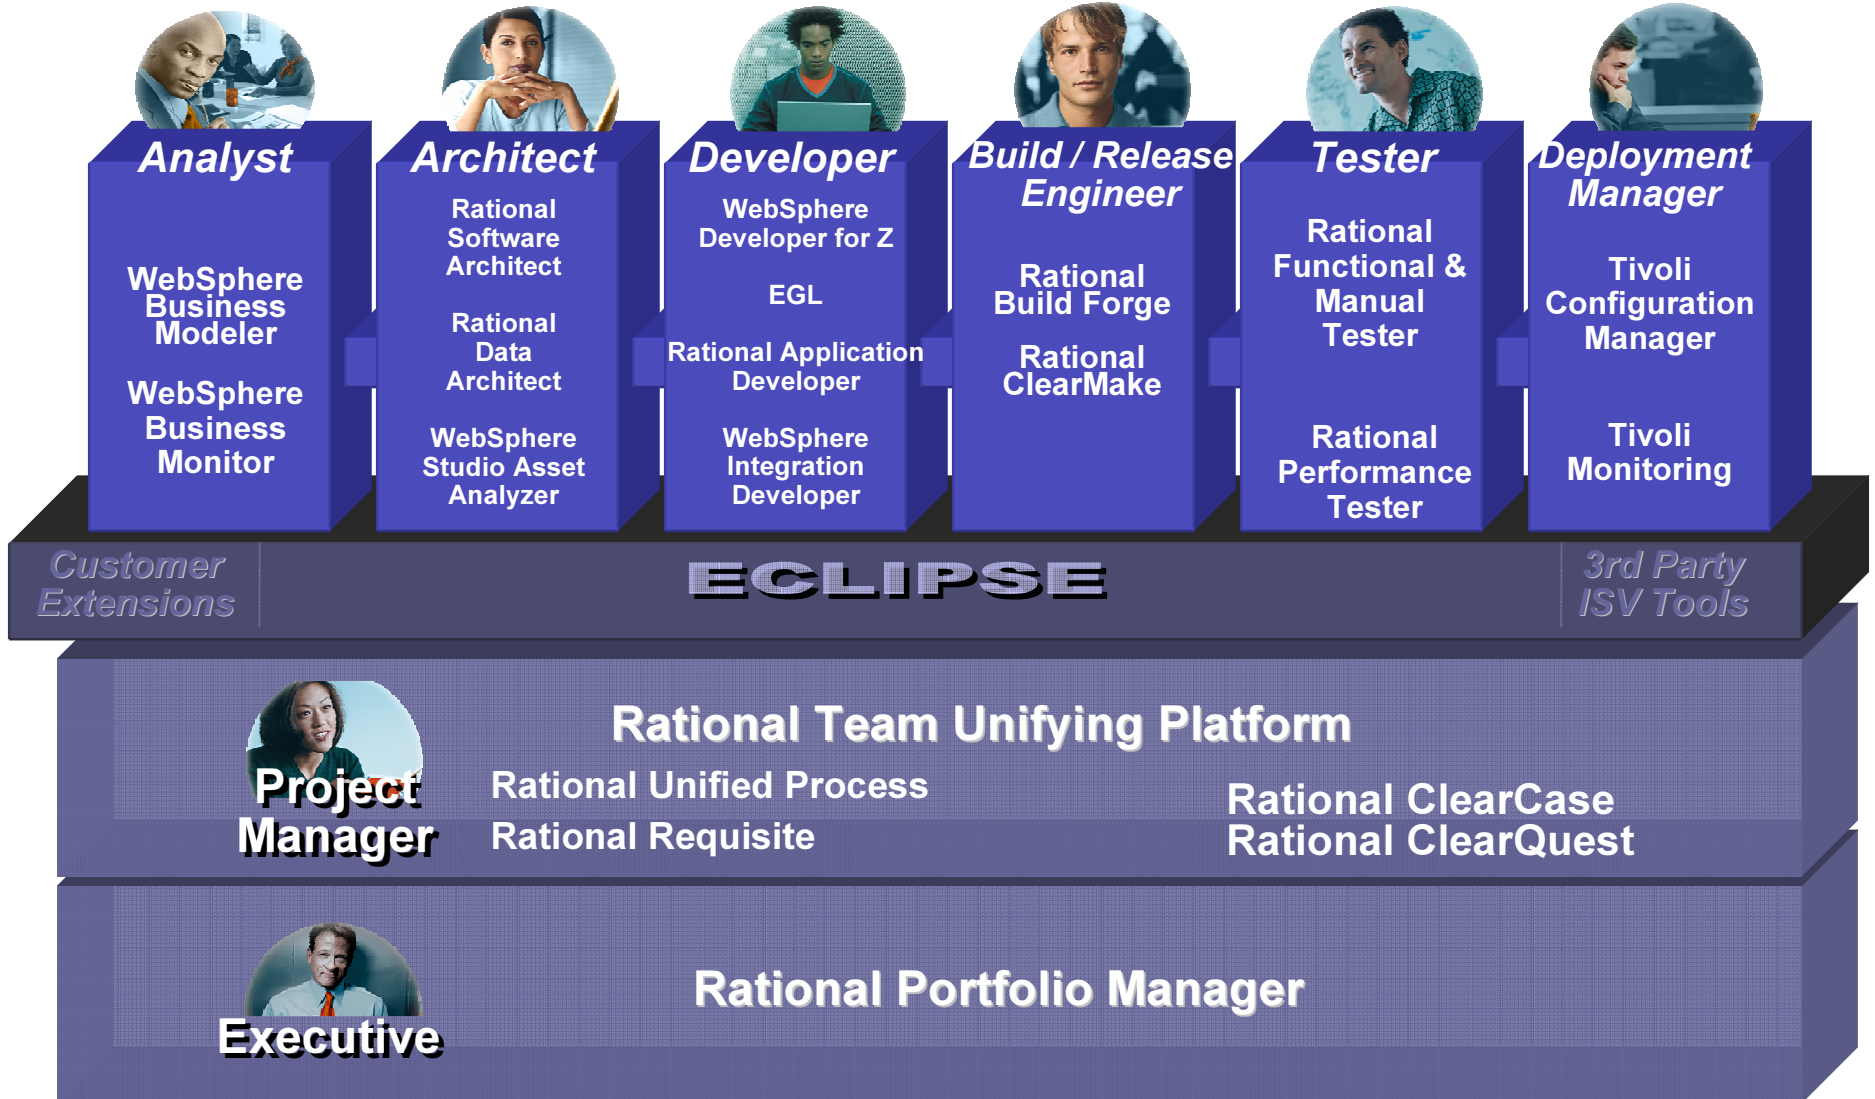 Analyst
WebSphere
Business
Modeler
WebSphere
Business
Monitor
Architect
Rational
Software
Architect
Rational
Data
Architect
WebSphere
Studio Asset
Analyzer
Developer
WebSphere
Developer for Z
EGL
Rational Application
Developer
WebSphere
Integration
Developer
Build / Release
Engineer
Rational
Build Forge
Rational
ClearMake
Tester
Rational
Functional &
Manual
Tester
Rational
Performance
Tester
Deployment
Manager
Tivoli
Configuration
Manager
Tivoli
Monitoring
Customer
Extensions
ECLIPSE
3rd Party
ISV Tools
Project
Manager
Rational Team Unifying Platform
Rational Unified Process
Rational Requisite
Rational ClearCase
Rational ClearQuest
Executive
Rational Portfolio Manager